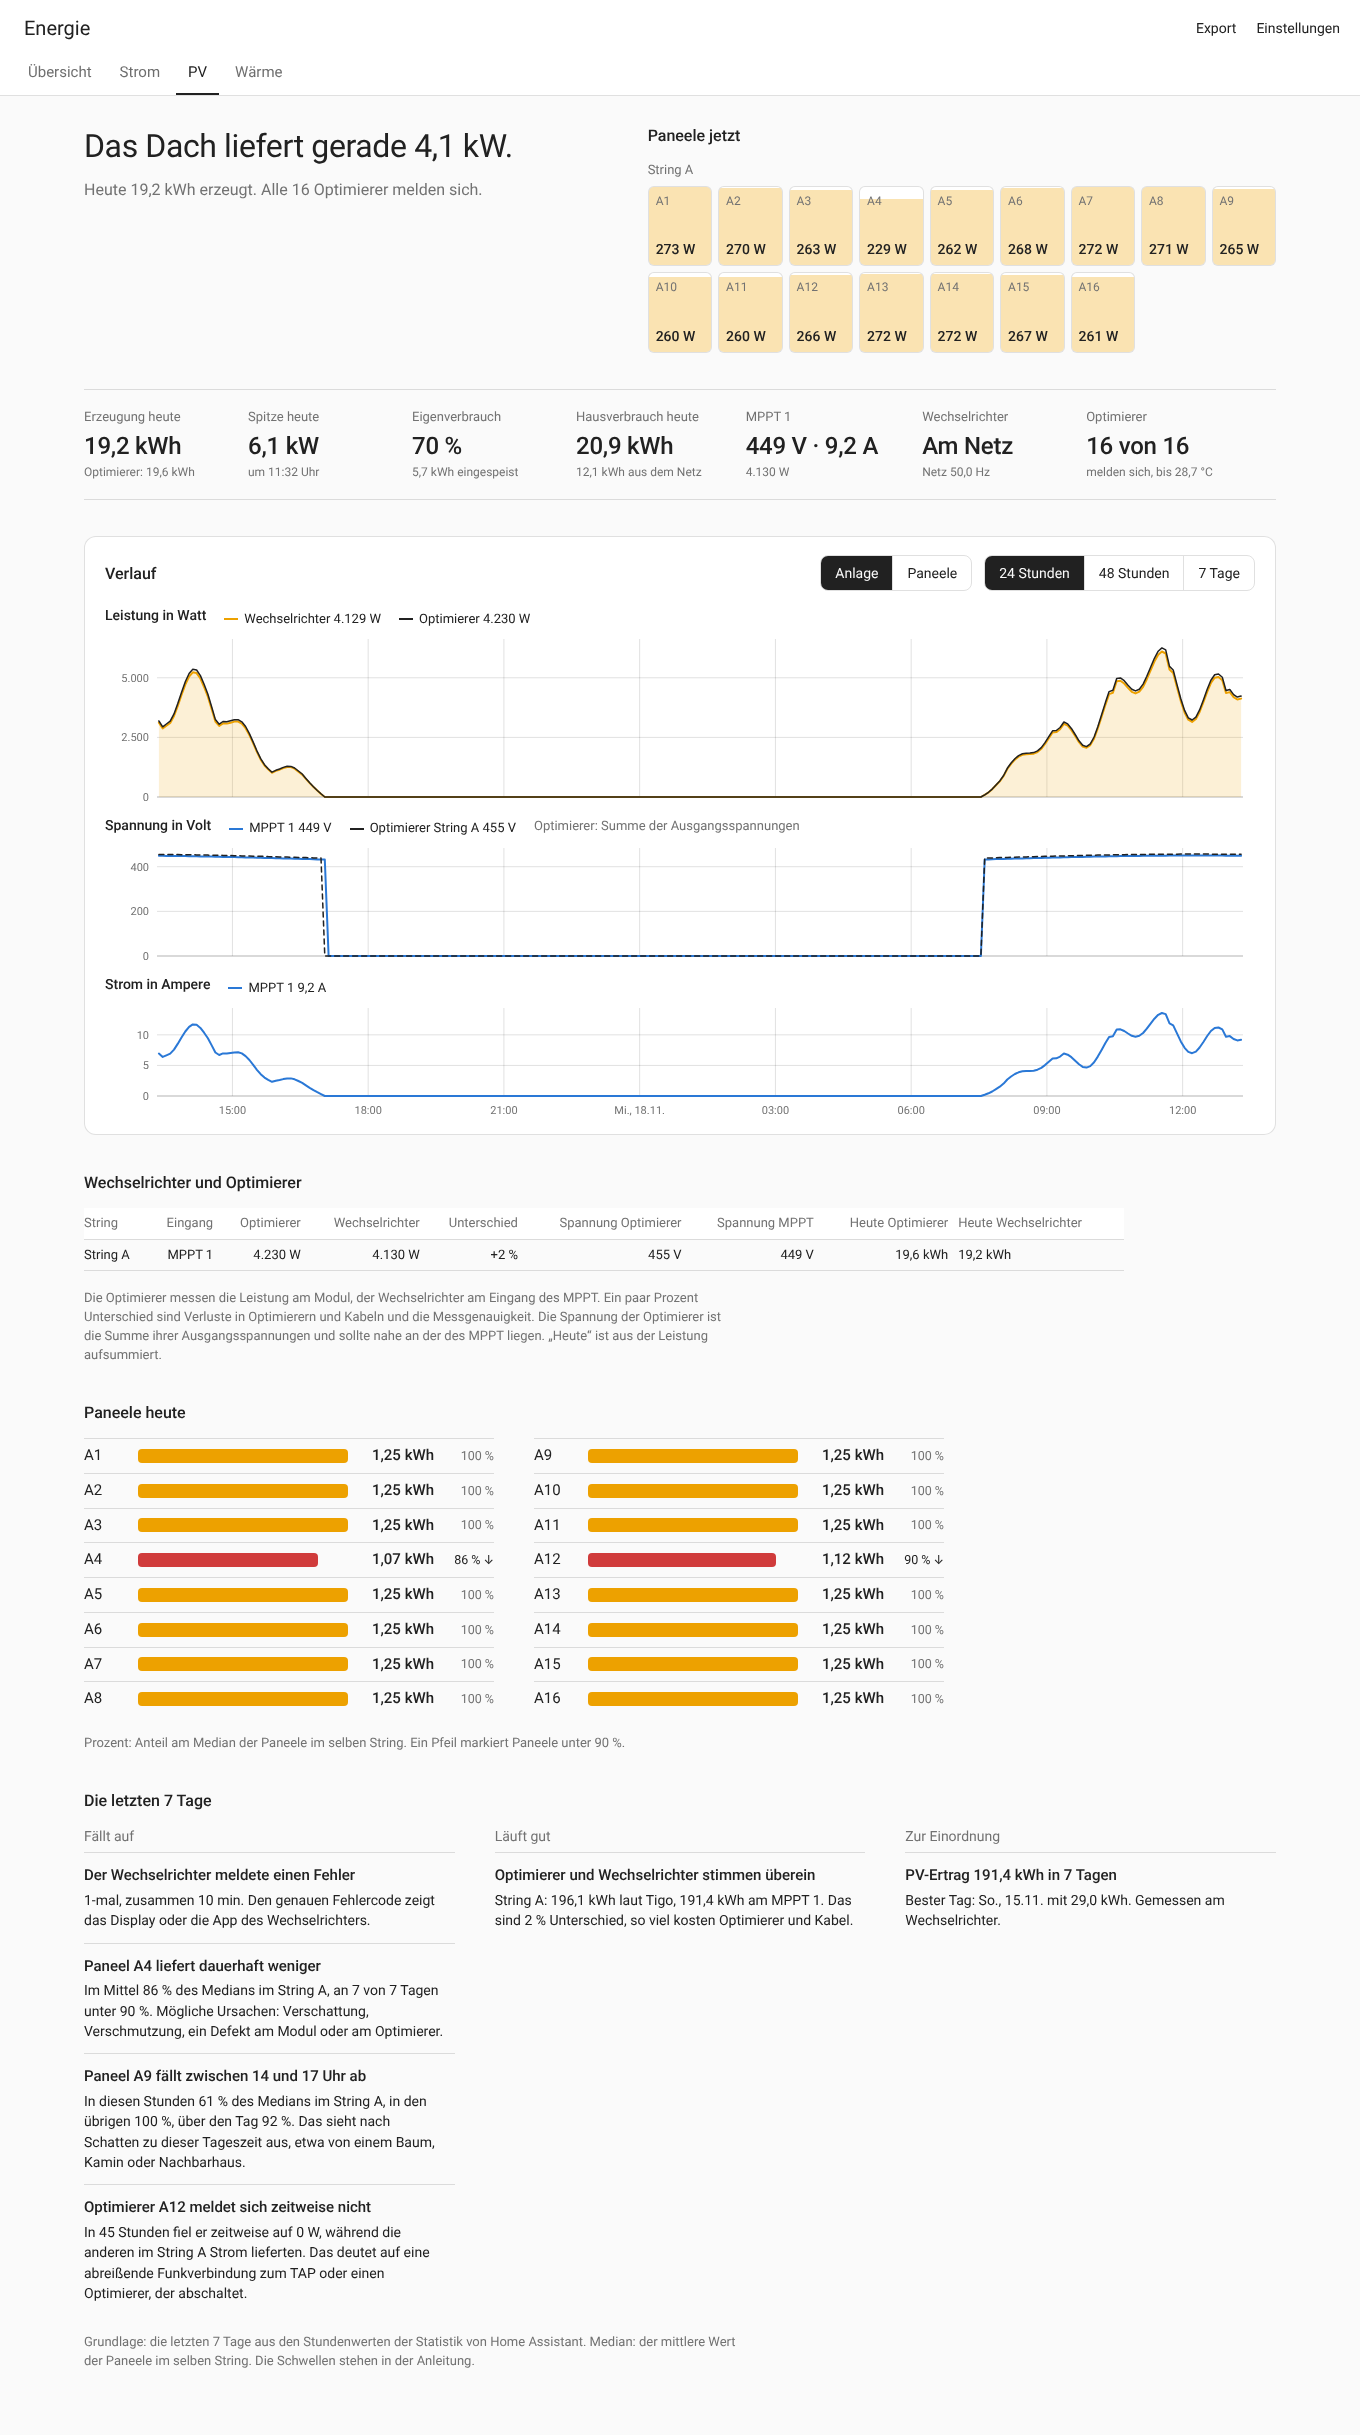 Energie
Export Einstellungen
Übersicht Strom PV Wärme
Das Dach liefert gerade 4,1 kW.
Heute 19,2 kWh erzeugt. Alle 16 Optimierer melden sich.
Paneele jetzt
String A
A1 A2 A3 A4 A5 A6 A7 A8 A9
273 W 270 W 263 W 229 W 262 W 268 W 272 W 271 W 265 W
A10 A11 A12 A13 A14 A15 A16
260 W 260 W 266 W 272 W 272 W 267 W 261 W
Erzeugung heute
19,2 kWh
Optimierer: 19,6 kWh
Spitze heute
6,1 kW
um 11:32 Uhr
Eigenverbrauch
70 %
5,7 kWh eingespeist
Hausverbrauch heute
20,9 kWh
12,1 kWh aus dem Netz
MPPT 1
449 V · 9,2 A
4.130 W
Wechselrichter
Am Netz
Netz 50,0 Hz
Optimierer
16 von 16
melden sich, bis 28,7 °C
Verlauf
Anlage Paneele
24 Stunden 48 Stunden 7 Tage
Leistung in Watt Wechselrichter 4.129 W Optimierer 4.230 W
5.000
2.500
0
Spannung in Volt MPPT 1 449 V Optimierer String A 455 V Optimierer: Summe der Ausgangsspannungen
400
200
0
Strom in Ampere MPPT 1 9,2 A
10
5
0
15:00 18:00 21:00 Mi., 18.11. 03:00 06:00 09:00 12:00
Wechselrichter und Optimierer
String Eingang Optimierer Wechselrichter Unterschied Spannung Optimierer Spannung MPPT Heute Optimierer Heute Wechselrichter
String A MPPT 1 4.230 W 4.130 W +2 % 455 V 449 V 19,6 kWh 19,2 kWh
Die Optimierer messen die Leistung am Modul, der Wechselrichter am Eingang des MPPT. Ein paar Prozent
Unterschied sind Verluste in Optimierern und Kabeln und die Messgenauigkeit. Die Spannung der Optimierer ist
die Summe ihrer Ausgangsspannungen und sollte nahe an der des MPPT liegen. „Heute“ ist aus der Leistung
aufsummiert.
Paneele heute
A1 1,25 kWh 100 %
A2 1,25 kWh 100 %
A3 1,25 kWh 100 %
A4 1,07 kWh 86 % ↓
A5 1,25 kWh 100 %
A6 1,25 kWh 100 %
A7 1,25 kWh 100 %
A8 1,25 kWh 100 %
A9 1,25 kWh 100 %
A10 1,25 kWh 100 %
A11 1,25 kWh 100 %
A12 1,12 kWh 90 % ↓
A13 1,25 kWh 100 %
A14 1,25 kWh 100 %
A15 1,25 kWh 100 %
A16 1,25 kWh 100 %
Prozent: Anteil am Median der Paneele im selben String. Ein Pfeil markiert Paneele unter 90 %.
Die letzten 7 Tage
Fällt auf
Der Wechselrichter meldete einen Fehler
1-mal, zusammen 10 min. Den genauen Fehlercode zeigt
das Display oder die App des Wechselrichters.
Paneel A4 liefert dauerhaft weniger
Im Mittel 86 % des Medians im String A, an 7 von 7 Tagen
unter 90 %. Mögliche Ursachen: Verschattung,
Verschmutzung, ein Defekt am Modul oder am Optimierer.
Paneel A9 fällt zwischen 14 und 17 Uhr ab
In diesen Stunden 61 % des Medians im String A, in den
übrigen 100 %, über den Tag 92 %. Das sieht nach
Schatten zu dieser Tageszeit aus, etwa von einem Baum,
Kamin oder Nachbarhaus.
Optimierer A12 meldet sich zeitweise nicht
In 45 Stunden fiel er zeitweise auf 0 W, während die
anderen im String A Strom lieferten. Das deutet auf eine
abreißende Funkverbindung zum TAP oder einen
Optimierer, der abschaltet.
Läuft gut
Optimierer und Wechselrichter stimmen überein
String A: 196,1 kWh laut Tigo, 191,4 kWh am MPPT 1. Das
sind 2 % Unterschied, so viel kosten Optimierer und Kabel.
Zur Einordnung
PV-Ertrag 191,4 kWh in 7 Tagen
Bester Tag: So., 15.11. mit 29,0 kWh. Gemessen am
Wechselrichter.
Grundlage: die letzten 7 Tage aus den Stundenwerten der Statistik von Home Assistant. Median: der mittlere Wert
der Paneele im selben String. Die Schwellen stehen in der Anleitung.